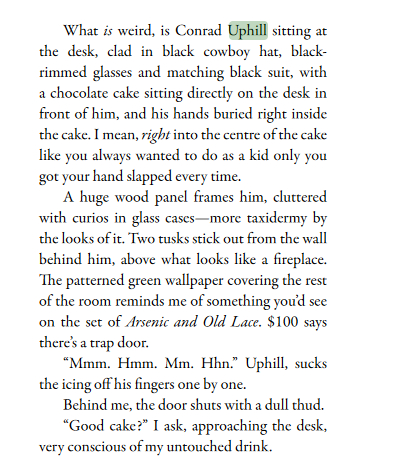 What is weird, is Conrad Uphill sitting at
the desk, clad in black cowboy hat, black-
rimmed glasses and matching black suit, with
a chocolate cake sitting directly on the desk in
front of him, and his hands buried right inside
the cake. I mean, right into the centre of the cake
like you always wanted to do as a kid only you
got your hand slapped every time.
A huge wood panel frames him, cluttered
with curios in glass cases—more taxidermy by
the looks of it. Two tusks stick out from the wall
behind him, above what looks like a fireplace.
The patterned green wallpaper covering the rest
of the room reminds me of something you’d see
on the set of Arsenic and Old Lace. $100 says
there’s a trap door.
“Mmm. Hmm. Mm. Hhn.” Uphill, sucks
the icing off his fingers one by one.
Behind me, the door shuts with a dull thud.
“Good cake?” I ask, approaching the desk,
very conscious of my untouched drink.